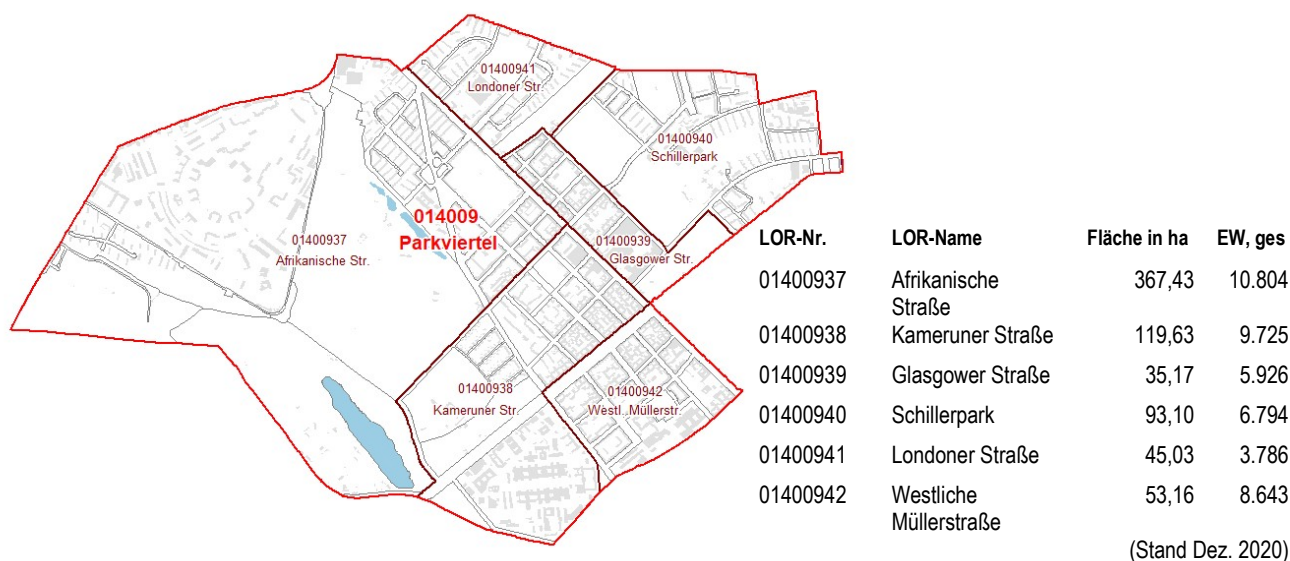 01400941
Londoner Str.
01400940
Schillerpark
014009
Parkviertel
01400937
Afrikanische Str.
01400939
Glasgower Str.
01400938
Kameruner Str.
01400942
Westl. Müllerstr.
LOR-Nr. LOR-Name Fläche in ha EW, ges
01400937 Afrikanische 367,43 10.804
Straße
01400938 Kameruner Straße 119,63 9.725
01400939 Glasgower Straße 35,17 5.926
01400940 Schillerpark 93,10 6.794
01400941 Londoner Straße 45,03 3.786
01400942 Westliche 53,16 8.643
Müllerstraße
(Stand Dez. 2020)